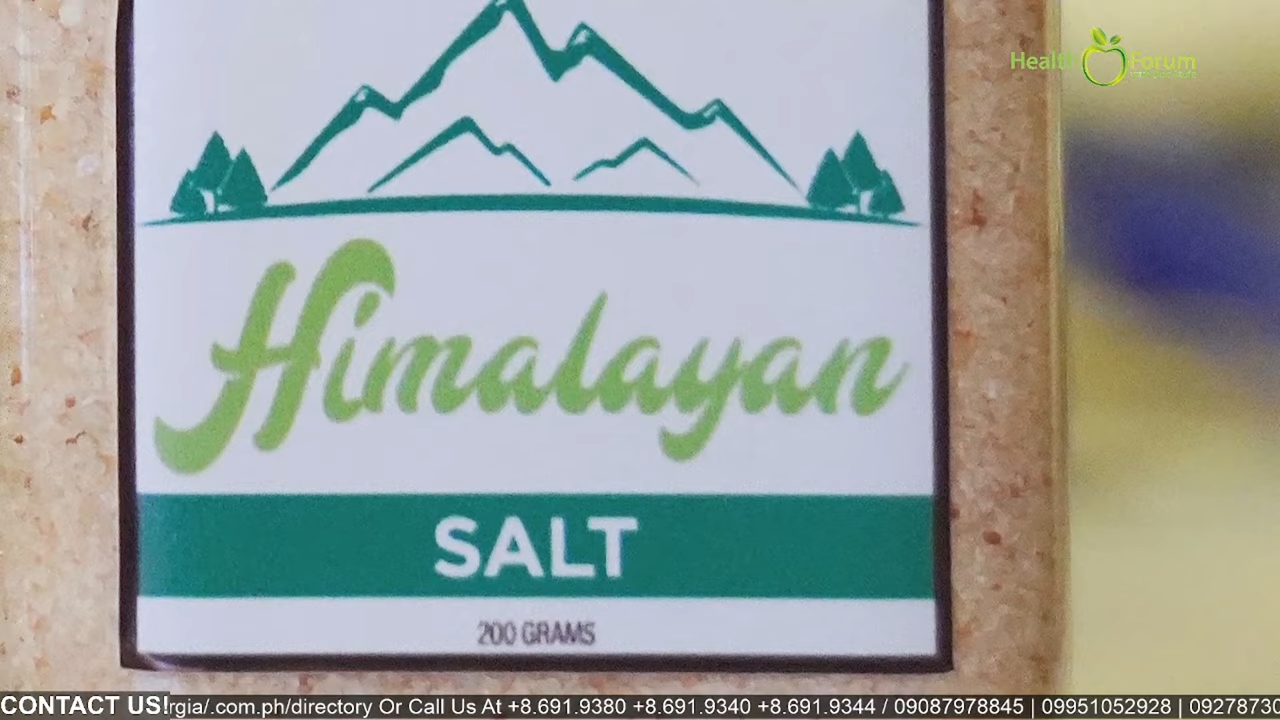 Health Forum
Himalayan
SALT
200 GRAMS
CONTACT US! rgia/.com.ph/directory Or Call Us At +8.691.9380 +8.691.9340 +8.691.9344 / 09087978845 | 09951052928 | 09278730